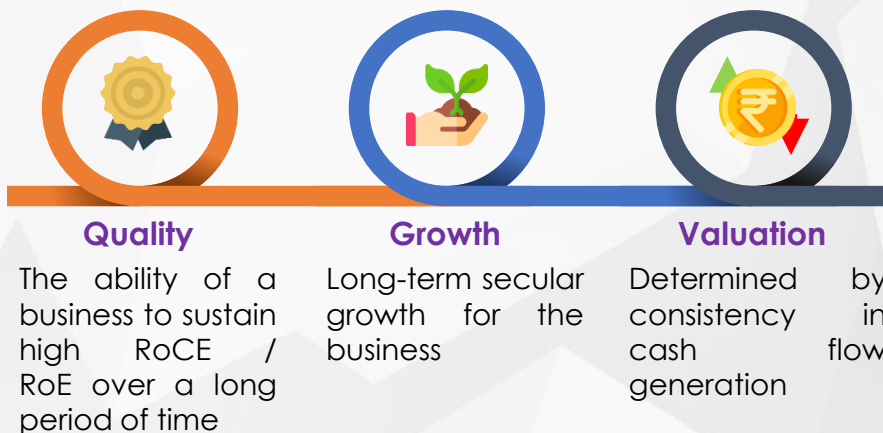 Quality
The ability of a
business to sustain
high RoCE /
RoE over a long
period of time
Growth
Long-term secular
growth for the
business
Valuation
Determined by
consistency in
cash flow
generation